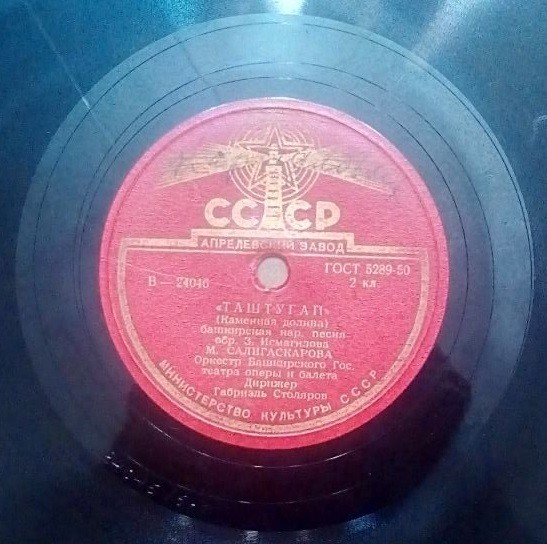 СССР
АПРЕЛЕВСКИЙ ЗАВОД
ГОСТ 5289-50
В — 24046 2 кл.
«ТАШТУГАЙ»
(Каменная долина)
башкирская нар. песня
обр. З. Исмагилова
М. САЛИГАСКАРОВА
Оркестр Башкирского Гос.
театра оперы и балета
Дирижер
Габриэль Столяров
МИНИСТЕРСТВО КУЛЬТУРЫ СССР